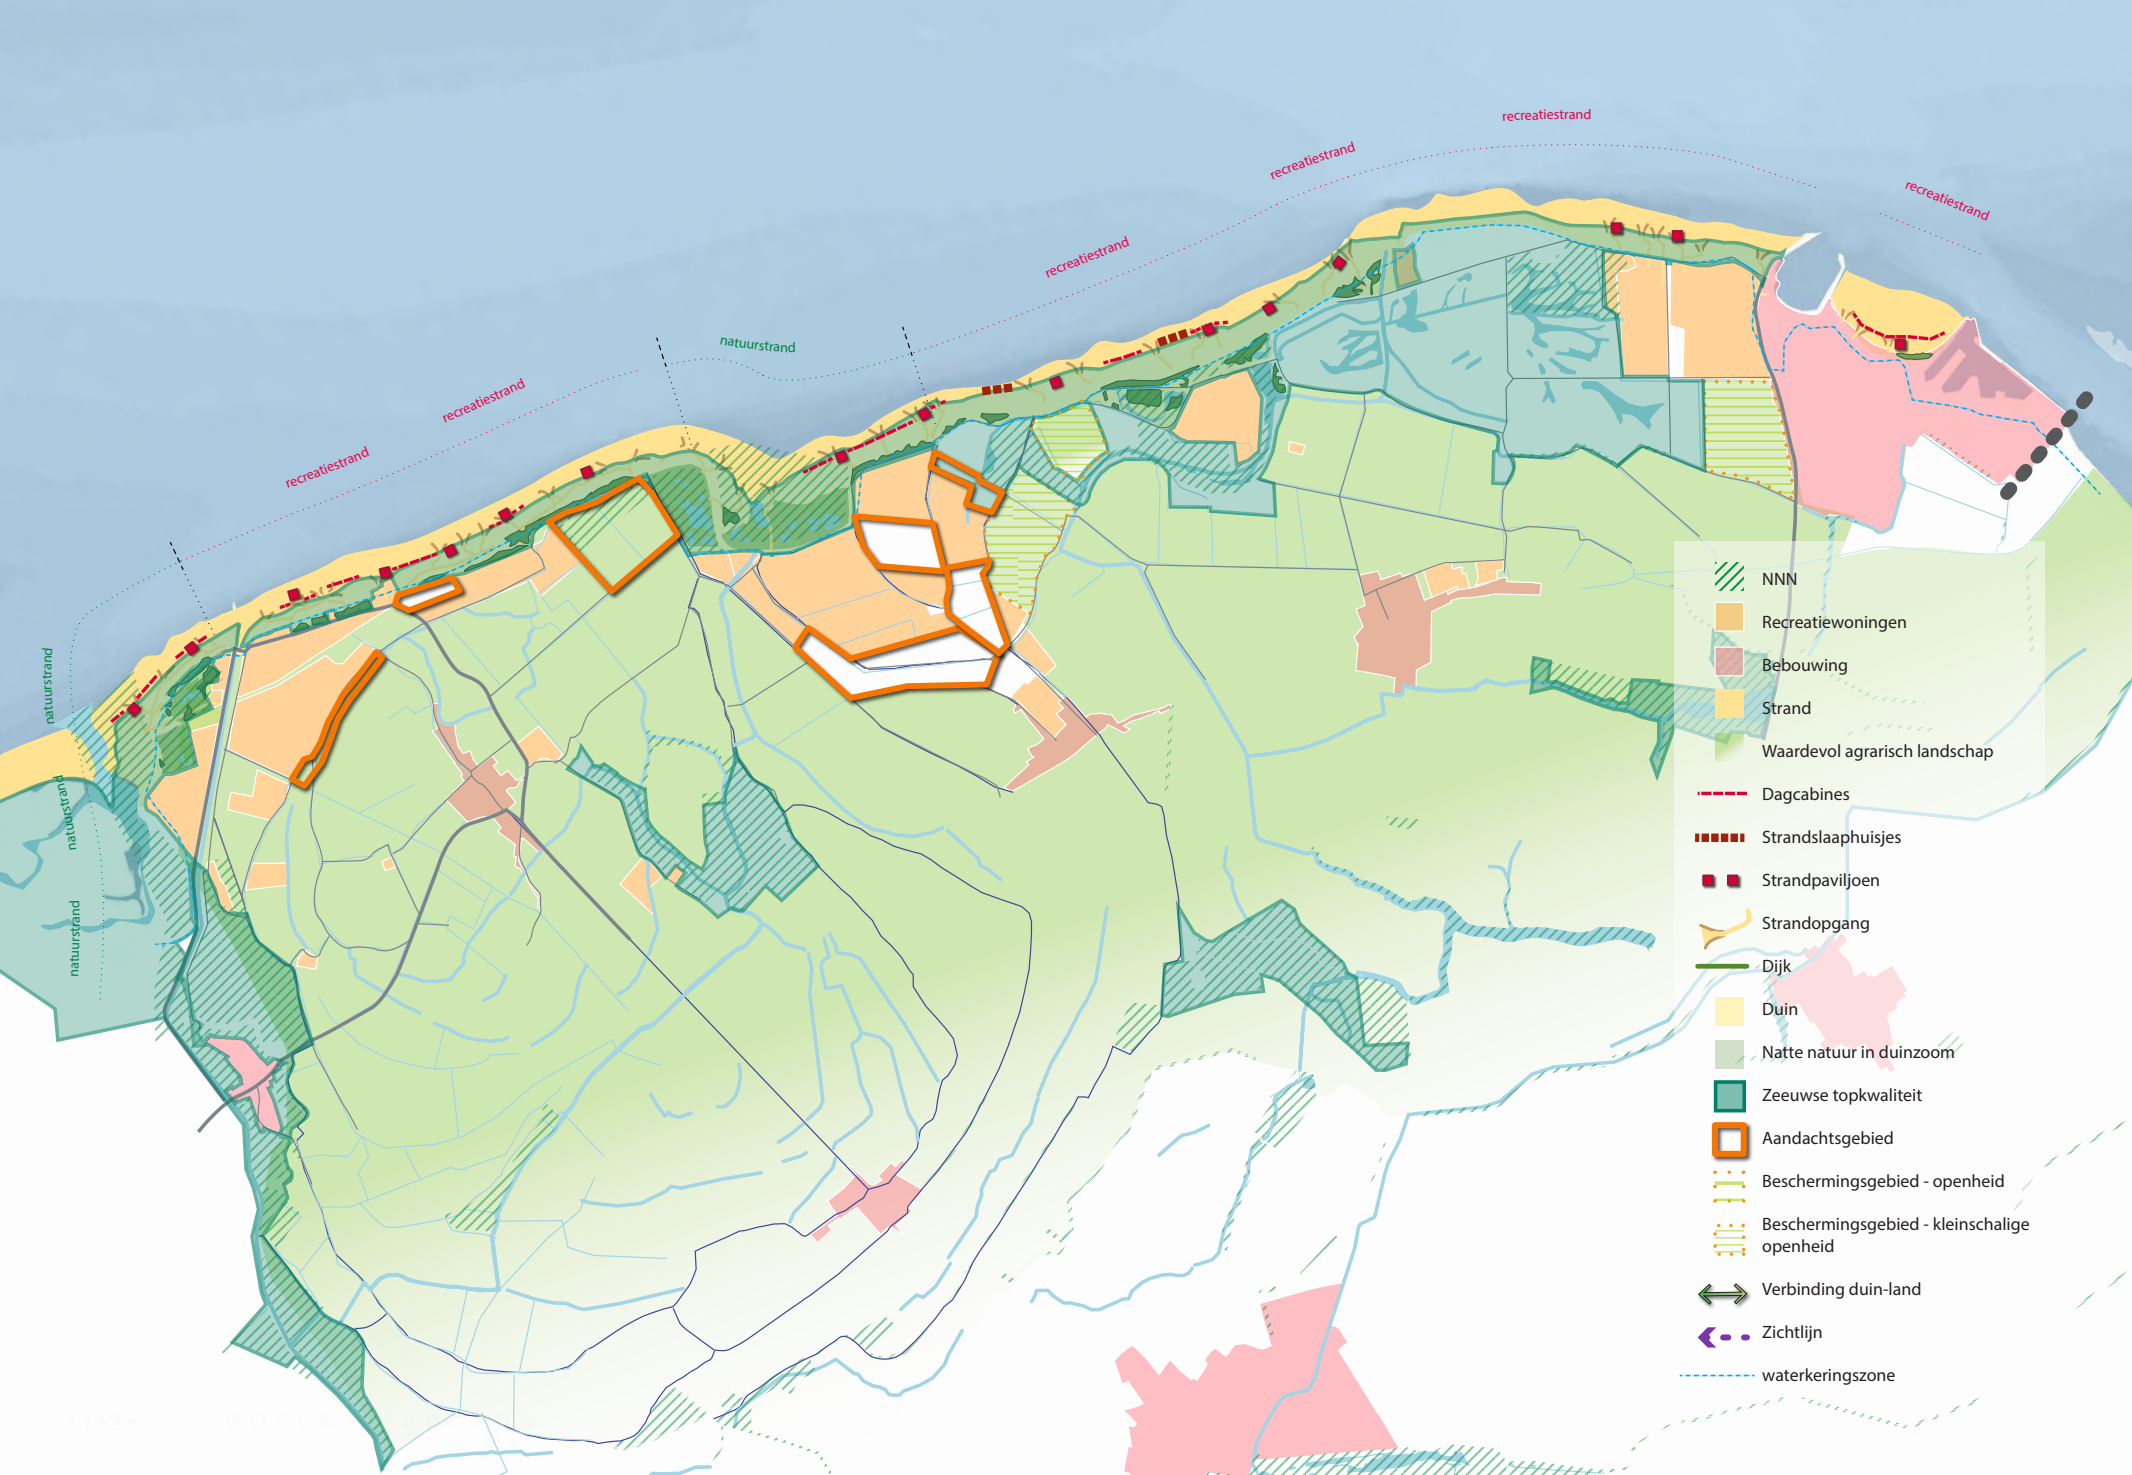 recreatiestrand
recreatiestrand
recreatiestrand
recreatiestrand
natuurstrand
recreatiestrand
recreatiestrand
natuurstrand
natuurstrand
natuurstrand
NNN
Recreatiewoningen
Bebouwing
Strand
Waardevol agrarisch landschap
Dagcabines
Strandslaaphuisjes
Strandpaviljoen
Strandopgang
Dijk
Duin
Natte natuur in duinzoom
Zeeuwse topkwaliteit
Aandachtsgebied
Beschermingsgebied - openheid
Beschermingsgebied - kleinschalige
openheid
Verbinding duin-land
Zichtlijn
waterkeringszone